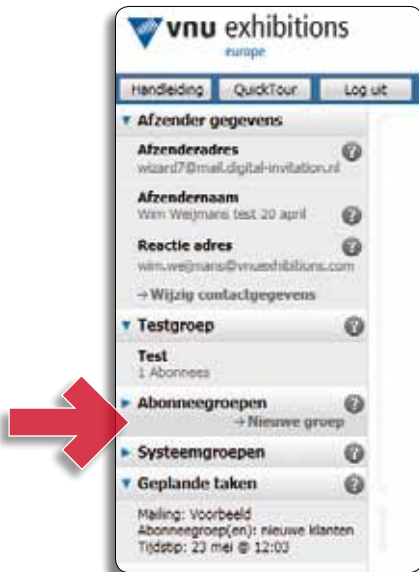 vnu exhibitions
europe
Handleiding QuickTour Log uit
Afzender gegevens
Afzenderadres
wizard7@mail.digital-invitation.nl
Afzendernaam
Wim Weijmans test 20 april
Reactie adres
wim.weijmans@vnuexhibitions.com
→Wijzig contactgegevens
Testgroep
Test
1 Abonnees
Abonneegroepen
→Nieuwe groep
Systeemgroepen
Geplande taken
Mailing: Voorbeeld
Abonneegroep(en): nieuwe klanten
Tijdstip: 23 mei @ 12:03